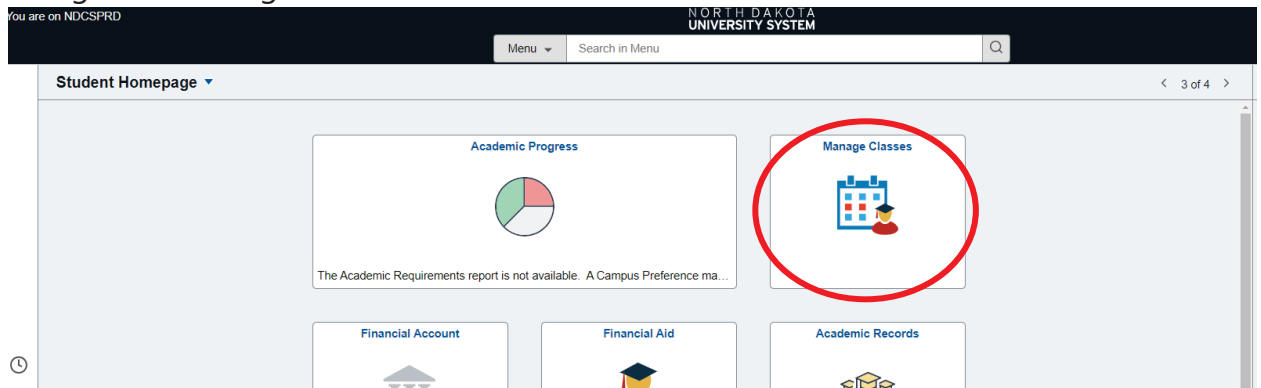 You are on NDCSPRD
NORTH DAKOTA
UNIVERSITY SYSTEM
Menu
Search in Menu
Student Homepage
3 of 4
Academic Progress
Manage Classes
The Academic Requirements report is not available. A Campus Preference ma...
Financial Account
Financial Aid
Academic Records